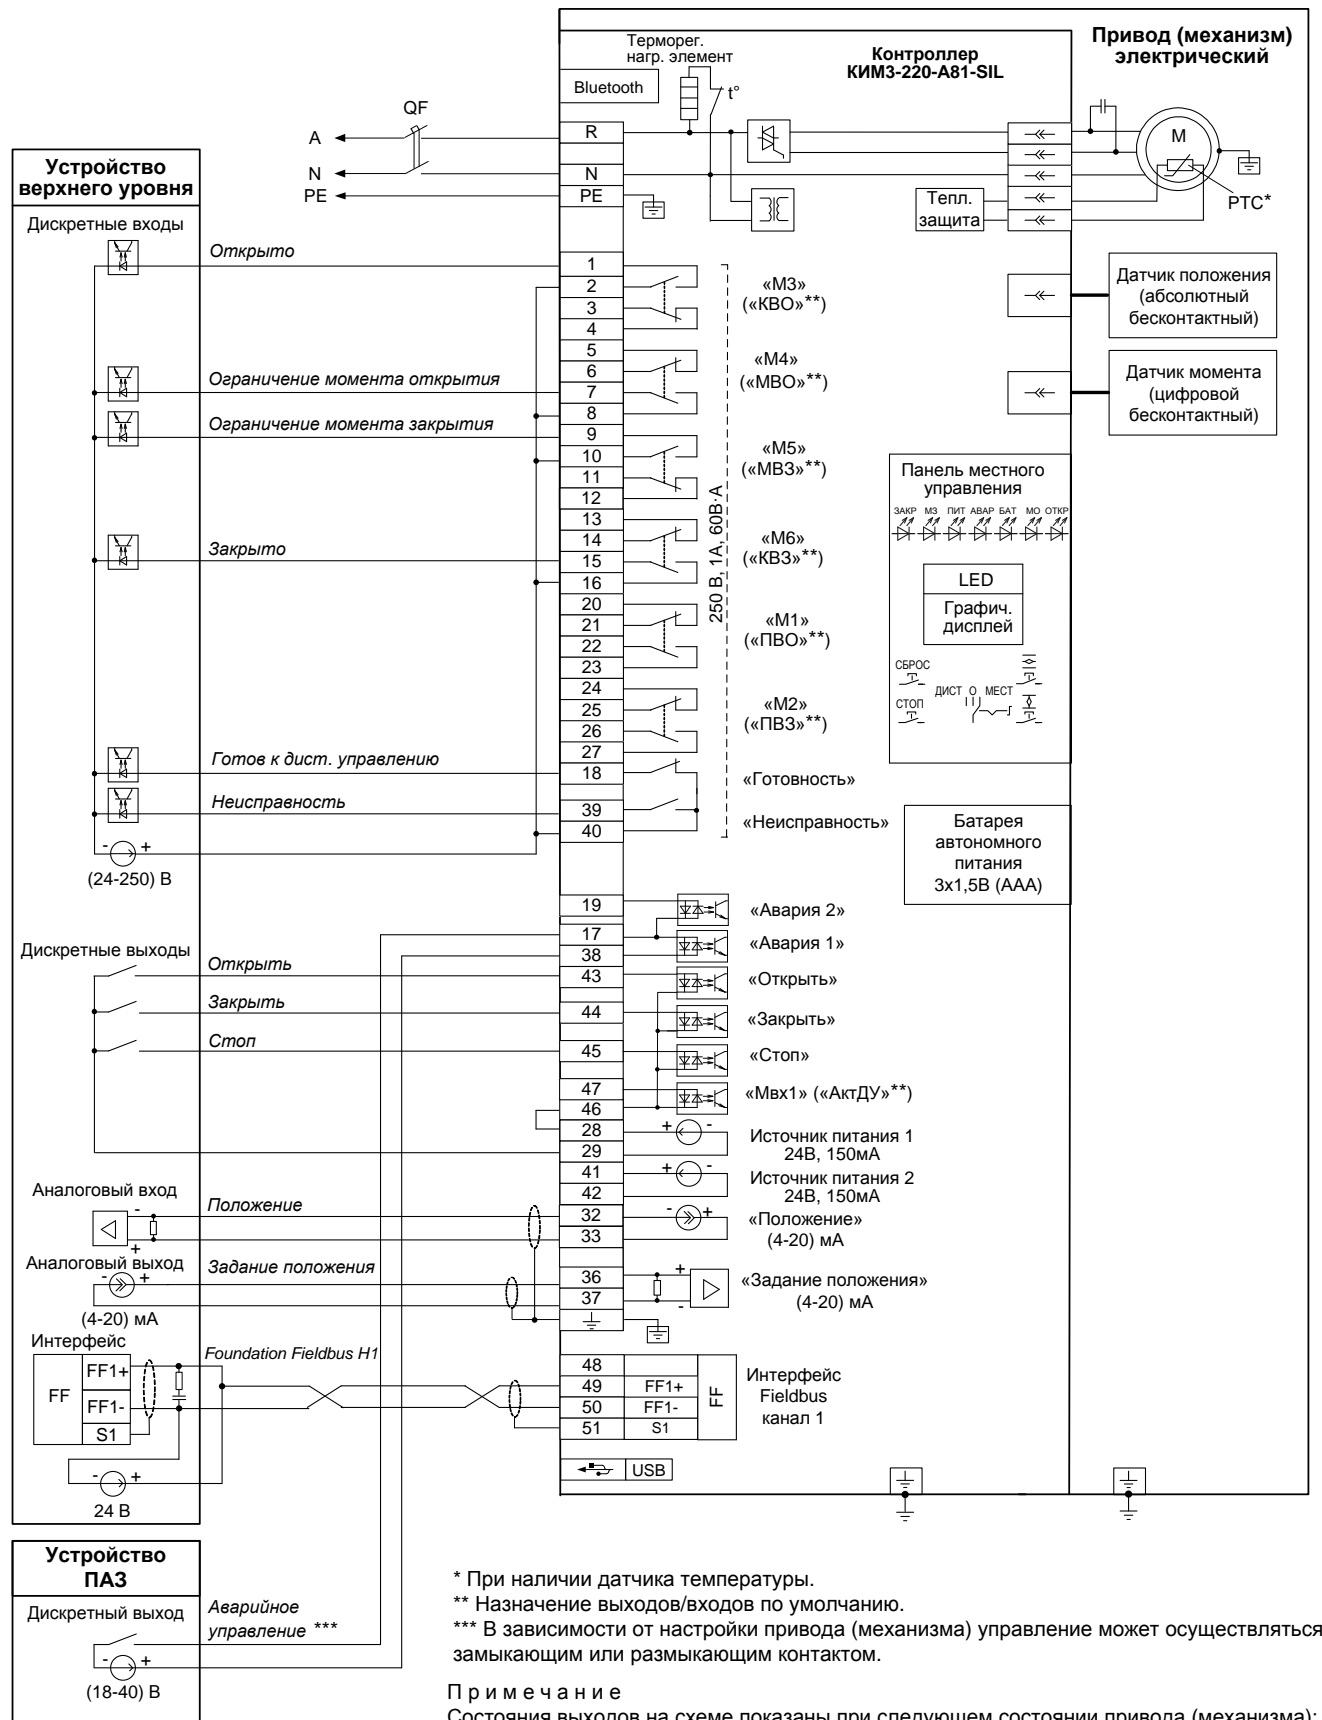 Привод (механизм)
электрический
Контроллер
КИМ3-220-А81-SIL
Терморег.
нагр. элемент
Bluetooth
t°
QF
A
N
PE
R
N
PE
M
Тепл.
защита
PTC*
Устройство
верхнего уровня
Дискретные входы
Открыто
Ограничение момента открытия
Ограничение момента закрытия
Закрыто
Готов к дист. управлению
Неисправность
- +
(24-250) В
1
2
3
4
5
6
7
8
9
10
11
12
13
14
15
16
20
21
22
23
24
25
26
27
18
39
40
250 В, 1А, 60В·А
«М3»
(«КВО»**)
«М4»
(«МВО»**)
«М5»
(«МВЗ»**)
«М6»
(«КВЗ»**)
«М1»
(«ПВО»**)
«М2»
(«ПВЗ»**)
«Готовность»
«Неисправность»
Датчик положения
(абсолютный
бесконтактный)
Датчик момента
(цифровой
бесконтактный)
Панель местного
управления
ЗАКР МЗ ПИТ АВАР БАТ МО ОТКР
LED
Графич.
дисплей
СБРОС
СТОП
ДИСТ О МЕСТ
Батарея
автономного
питания
3х1,5В (ААА)
Дискретные выходы
Открыть
Закрыть
Стоп
19
17
38
43
44
45
47
46
28
29
41
42
32
33
36
37
«Авария 2»
«Авария 1»
«Открыть»
«Закрыть»
«Стоп»
«Мвх1» («АктДУ»**)
+ -
Источник питания 1
24В, 150мА
+ -
Источник питания 2
24В, 150мА
- +
«Положение»
(4-20) мА
+
-
«Задание положения»
(4-20) мА
Аналоговый вход
-
+
Положение
Аналоговый выход
- +
Задание положения
(4-20) мА
Интерфейс
FF
FF1+
FF1-
S1
Foundation Fieldbus H1
- +
24 В
48
49 FF1+
50 FF1-
51 S1
FF
Интерфейс
Fieldbus
канал 1
USB
Устройство
ПАЗ
Дискретный выход
Аварийное
управление ***
- +
(18-40) В
* При наличии датчика температуры.
** Назначение выходов/входов по умолчанию.
*** В зависимости от настройки привода (механизма) управление может осуществляться
замыкающим или размыкающим контактом.
Примечание
Состояния выходов на схеме показаны при следующем состоянии привода (механизма):